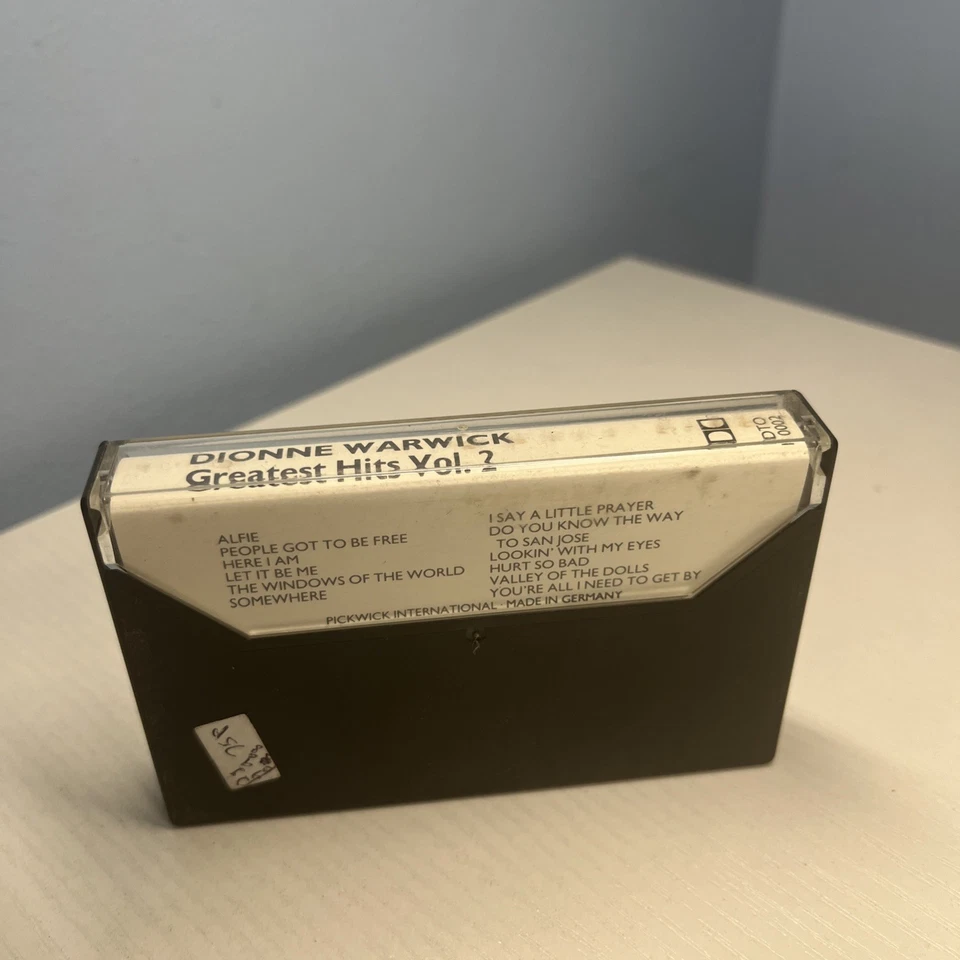 DIONNE WARWICK
Greatest Hits Vol. 2
DTO
10002
ALFIE
PEOPLE GOT TO BE FREE
HERE I AM
LET IT BE ME
THE WINDOWS OF THE WORLD
SOMEWHERE
I SAY A LITTLE PRAYER
DO YOU KNOW THE WAY
TO SAN JOSE
LOOKIN' WITH MY EYES
HURT SO BAD
VALLEY OF THE DOLLS
YOU'RE ALL I NEED TO GET BY
PICKWICK INTERNATIONAL · MADE IN GERMANY